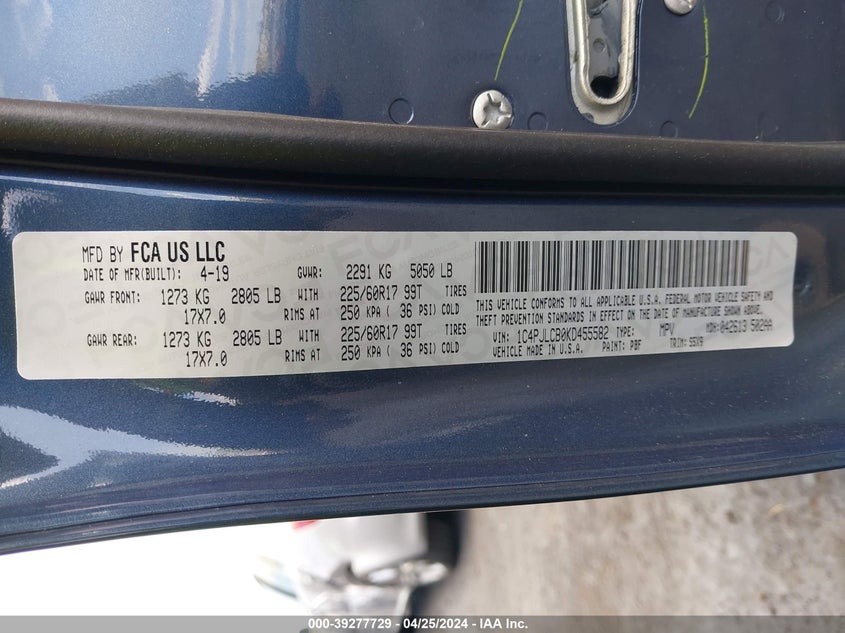 MFD BY FCA US LLC
DATE OF MFR(BUILT): 4-19 GVWR: 2291 KG 5050 LB
GAWR FRONT: 1273 KG 2805 LB WITH 225/60R17 99T TIRES
17X7.0 RIMS AT 250 KPA ( 36 PSI) COLD
GAWR REAR: 1273 KG 2805 LB WITH 225/60R17 99T TIRES
17X7.0 RIMS AT 250 KPA ( 36 PSI) COLD
THIS VEHICLE CONFORMS TO ALL APPLICABLE U.S.A. FEDERAL MOTOR VEHICLE SAFETY AND
THEFT PREVENTION STANDARDS IN EFFECT ON THE DATE OF MANUFACTURE SHOWN ABOVE.
VIN: 1C4PJLCB0KD455582 TYPE: MPV MDH: 042613 502AA
VEHICLE MADE IN U.S.A. PAINT: PBF TRIM: S5X9
000-39277729 - 04/25/2024 - IAA Inc.